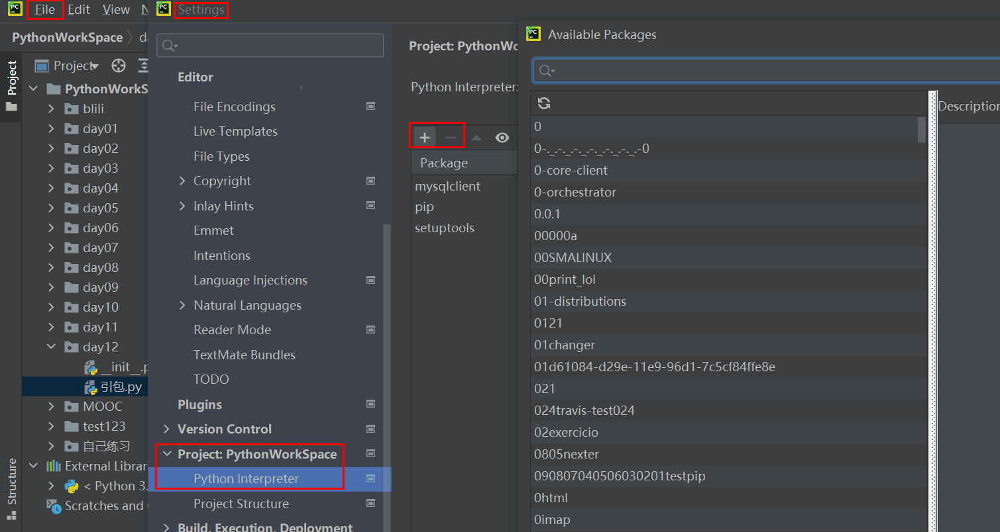 File Edit View N
Settings
PythonWorkSpace
Project
Project
PythonWorkS
blili
day01
day02
day03
day04
day05
day06
day07
day08
day09
day10
day11
day12
__init__.p
引包.py
MOOC
test123
自己练习
External Librar
< Python 3.
Scratches and
Structure
Editor
File Encodings
Live Templates
File Types
Copyright
Inlay Hints
Emmet
Intentions
Language Injections
Natural Languages
Reader Mode
TextMate Bundles
TODO
Plugins
Version Control
Project: PythonWorkSpace
Python Interpreter
Project Structure
Build, Execution, Deployment
Project: PythonWo
Python Interpreter:
Package
mysqlclient
pip
setuptools
Available Packages
Description
0
0-._.-._.-._.-._.-._.-._.-0
0-core-client
0-orchestrator
0.0.1
00000a
00SMALINUX
00print_lol
01-distributions
0121
01changer
01d61084-d29e-11e9-96d1-7c5cf84ffe8e
021
024travis-test024
02exercicio
0805nexter
090807040506030201testpip
0html
0imap